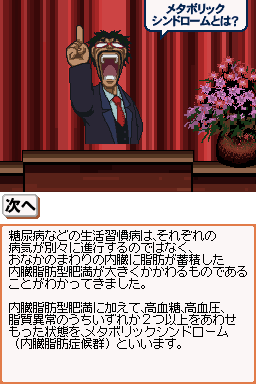 メタボリック
シンドロームとは?
次へ
糖尿病などの生活習慣病は、それぞれの
病気が別々に進行するのではなく、
おなかのまわりの内臓に脂肪が蓄積した
内臓脂肪型肥満が大きくかかわるものである
ことがわかってきました。
内臓脂肪型肥満に加えて、高血糖、高血圧、
脂質異常のうちいずれか2つ以上をあわせ
もった状態を、メタボリックシンドローム
(内臓脂肪症候群)といいます。